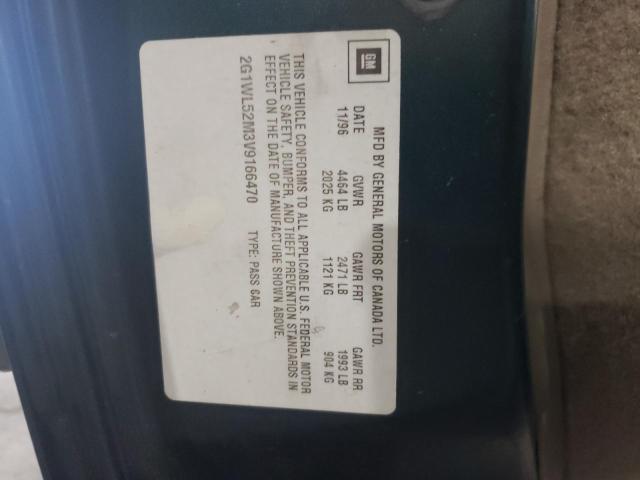 GM
MFD BY GENERAL MOTORS OF CANADA LTD.
DATE GVWR GAWR FRT GAWR RR
11/96 4464 LB 2471 LB 1993 LB
2025 KG 1121 KG 904 KG
THIS VEHICLE CONFORMS TO ALL APPLICABLE U.S. FEDERAL MOTOR
VEHICLE SAFETY, BUMPER, AND THEFT PREVENTION STANDARDS IN
EFFECT ON THE DATE OF MANUFACTURE SHOWN ABOVE.
2G1WL52M3V9166470 TYPE: PASS CAR